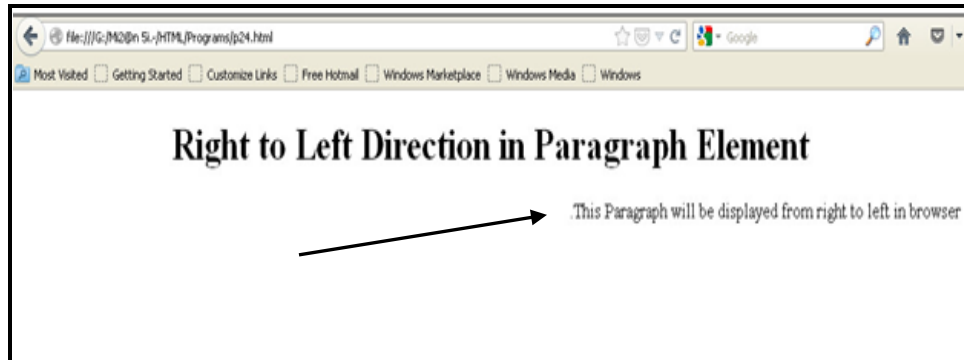 file:///G:/Mi2@n Si.-/HTML/Programs/p24.html Google
Most Visited Getting Started Customize Links Free Hotmail Windows Marketplace Windows Media Windows
Right to Left Direction in Paragraph Element
.This Paragraph will be displayed from right to left in browser